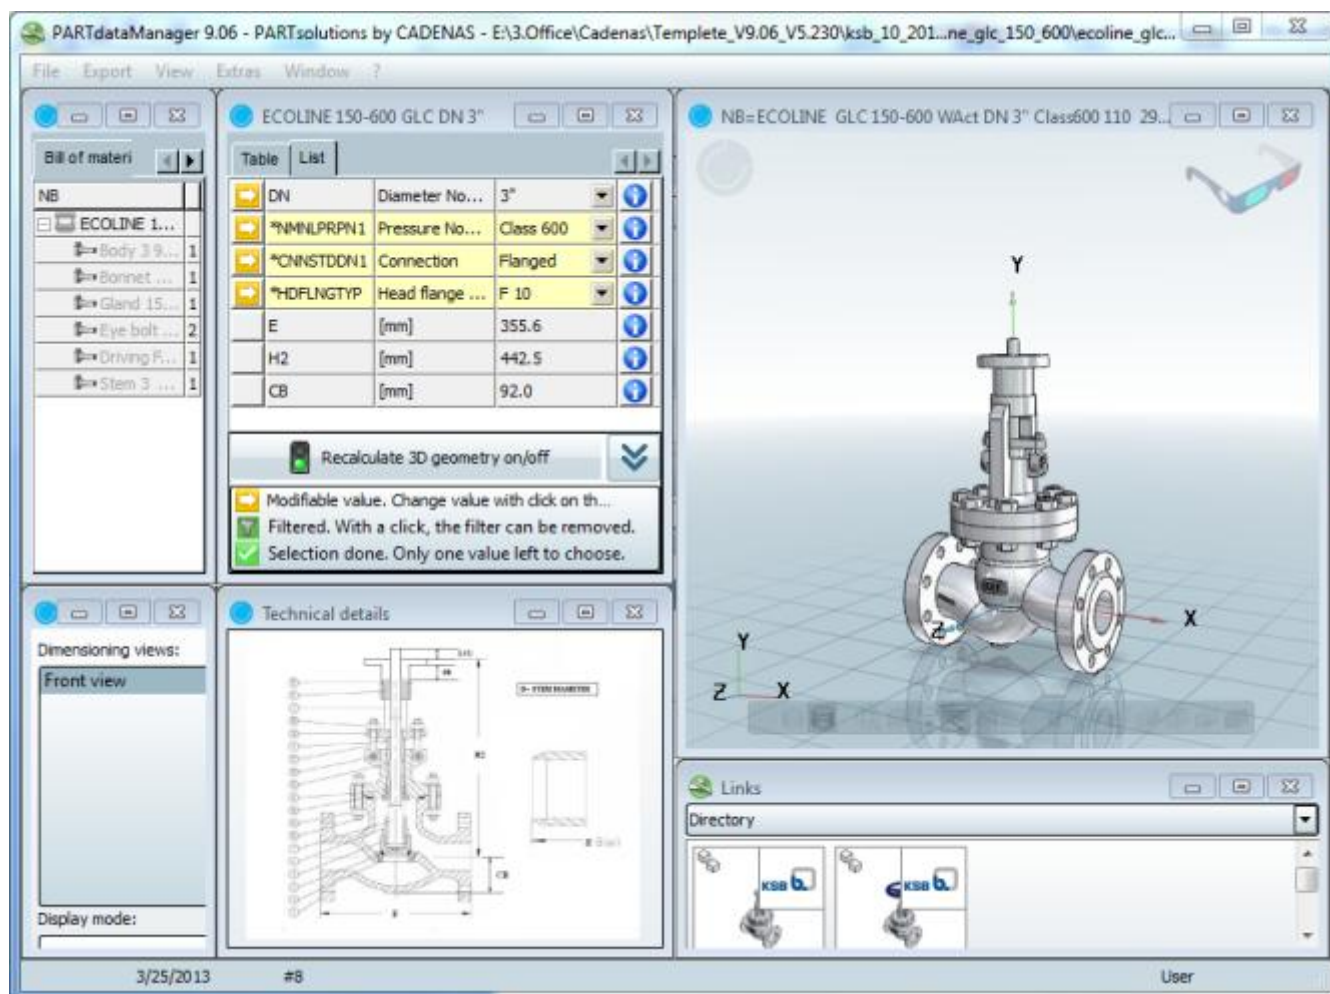 PARTdataManager 9.06 - PARTsolutions by CADENAS - E:\3.Office\Cadenas\Templete_V9.06_V5.230\ksb_10_201...ne_glc_150_600\ecoline_glc...
File Export View Extras Window ?
Bill of materi
NB
ECOLINE 1...
Body 3 9... 1
Bonnet ... 1
Gland 15... 1
Eye bolt ... 2
Driving F... 1
Stem 3 ... 1
ECOLINE 150-600 GLC DN 3"
Table List
DN Diameter No... 3"
*NMNLPRPN1 Pressure No... Class 600
*CNNSTDDN1 Connection Flanged
*HDFLNGTYP Head flange ... F 10
E [mm] 355.6
H2 [mm] 442.5
CB [mm] 92.0
Recalculate 3D geometry on/off
Modifiable value. Change value with click on th...
Filtered. With a click, the filter can be removed.
Selection done. Only one value left to choose.
NB=ECOLINE GLC 150-600 WAct DN 3" Class600 110 29...
Y
X
Z
Y
Z X
Dimensioning views:
Front view
Display mode:
Technical details
D= STEM DIAMETER
H2
CB
E
Links
Directory
KSB b.
KSB b.
3/25/2013 #8 User